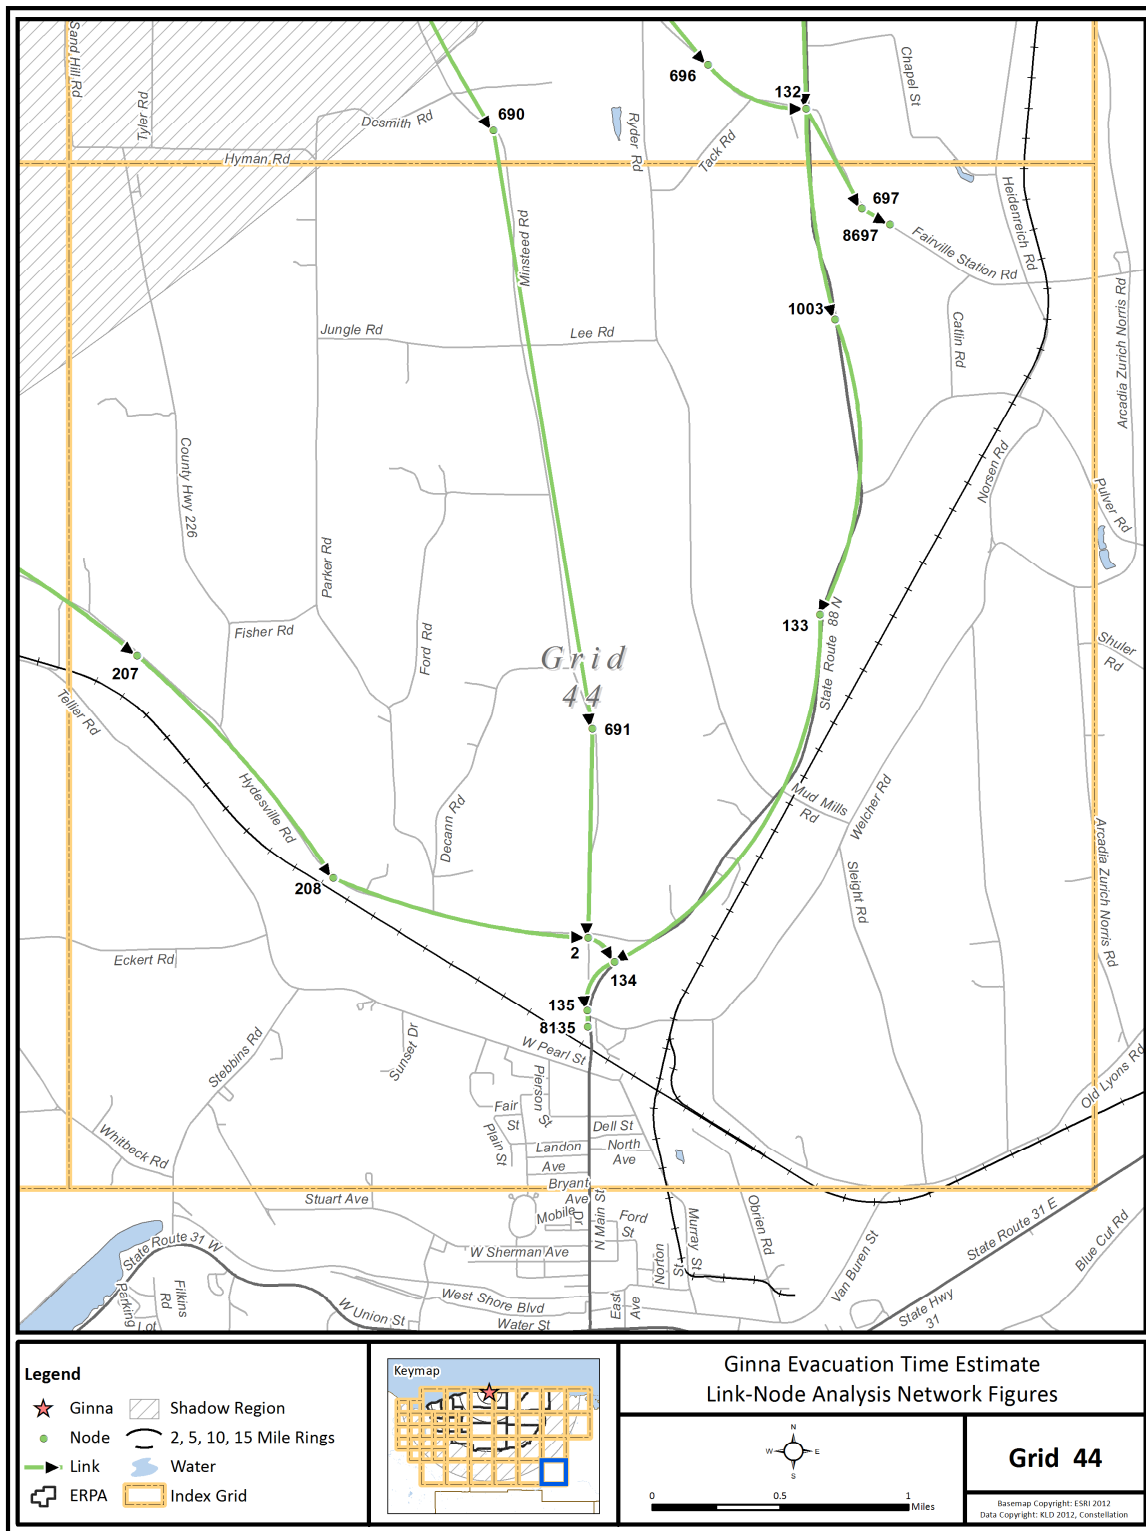 Sand Hill Rd
Tyler Rd
Desmith Rd
690
696
132
Chapel St
Ryder Rd
Tack Rd
Hyman Rd
Minsteed Rd
697
8697
Fairville Station Rd
Heidenreich Rd
Arcadia Zurich Norris Rd
1003
Jungle Rd
Lee Rd
Catlin Rd
County Hwy 226
Norsen Rd
Pulver Rd
Parker Rd
Fisher Rd
Ford Rd
133
State Route 88 N
Shuler
Rd
207
Tellier Rd
Grid
44
691
Hydesville Rd
Decann Rd
Mud Mills
Rd
Welcher Rd
Sleight Rd
Arcadia Zurich Norris Rd
208
2
134
Eckert Rd
135
8135
W Pearl St
Sunset Dr
Stebbins Rd
Old Lyons Rd
Pierson St
Fair
St
Plain St
Dell St
Landon
Ave
North
Ave
Whitbeck Rd
Bryant
Ave
Stuart Ave
Mobile
Dr
N Main St
Ford
St
Murray St
Obrien Rd
State Route 31 E
Blue Cut Rd
State Route 31 W
W Sherman Ave
Norton
St
Van Buren St
Parking
Lot
Filkins
Rd
West Shore Blvd
W Union St
Water St
East
Ave
State Hwy
31
Legend
Ginna
Shadow Region
Node
2, 5, 10, 15 Mile Rings
Link
Water
ERPA
Index Grid
Keymap
Ginna Evacuation Time Estimate
Link-Node Analysis Network Figures
N
W
E
S
0
0.5
1
Miles
Grid 44
Basemap Copyright: ESRI 2012
Data Copyright: KLD 2012, Constellation